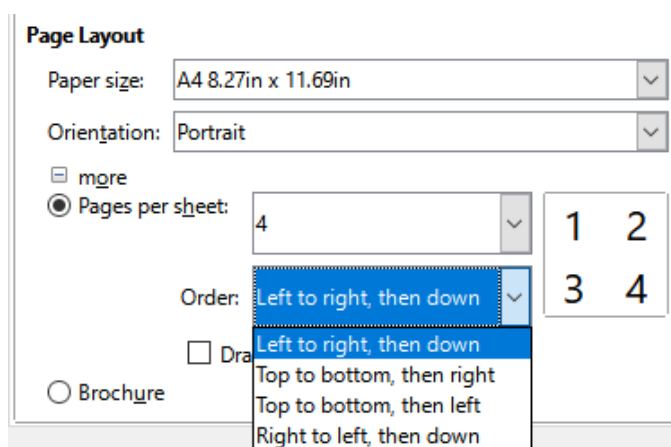 Page Layout
Paper size: A4 8.27in x 11.69in
Orientation: Portrait
more
Pages per sheet: 4
1 2
3 4
Order: Left to right, then down
Left to right, then down
Top to bottom, then right
Top to bottom, then left
Right to left, then down
Brochure